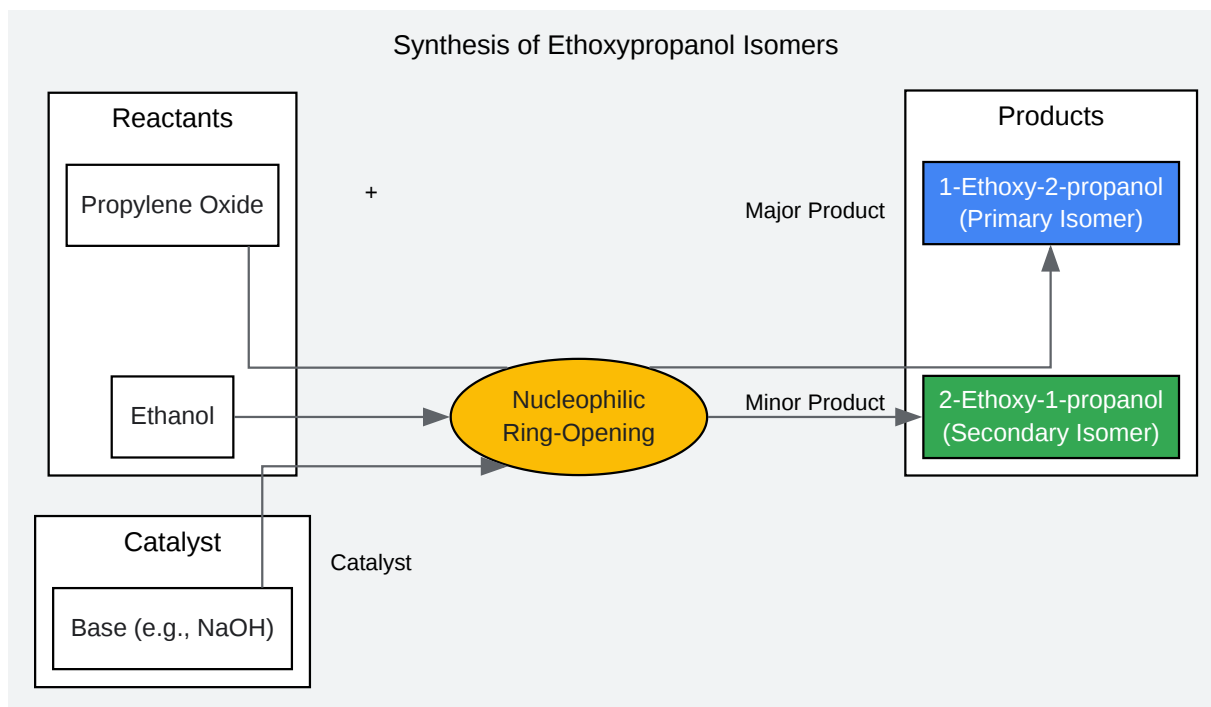 Synthesis of Ethoxypropanol Isomers
Reactants
Propylene Oxide
+
Ethanol
Catalyst
Base (e.g., NaOH)
Catalyst
Nucleophilic
Ring-Opening
Major Product
Minor Product
Products
1-Ethoxy-2-propanol
(Primary Isomer)
2-Ethoxy-1-propanol
(Secondary Isomer)